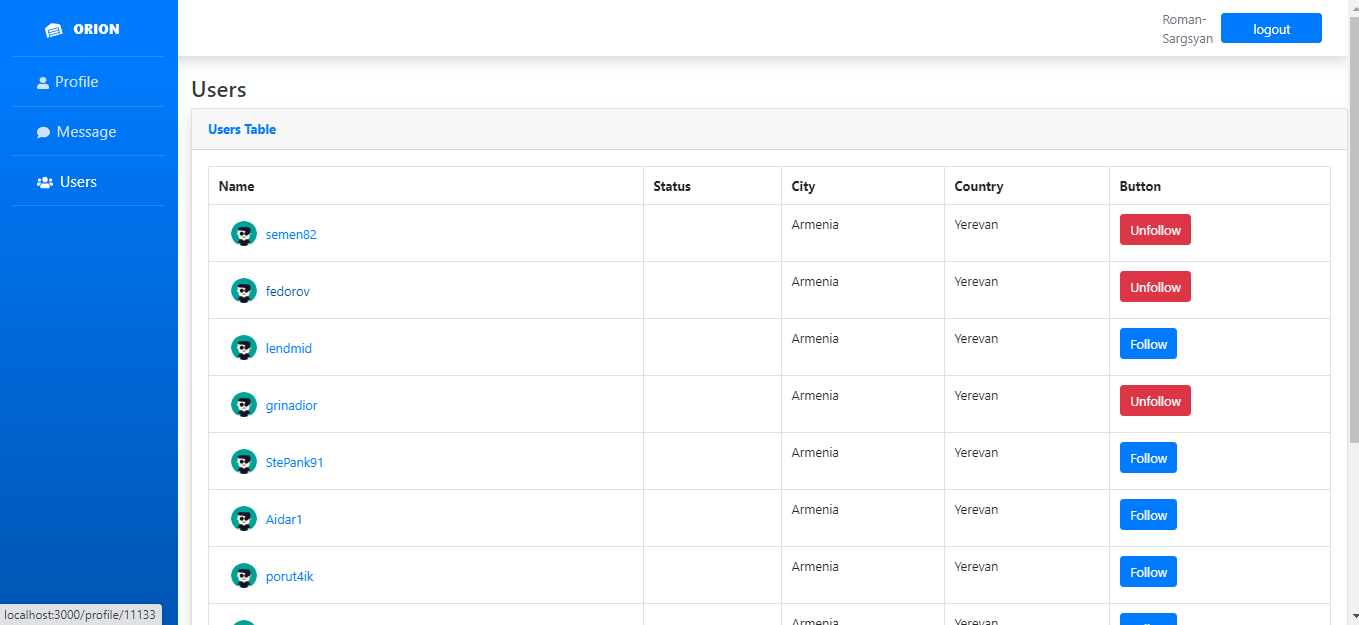 ORION
Profile
Message
Users
Roman-
Sargsyan
logout
Users
Users Table
Name Status City Country Button
semen82 Armenia Yerevan Unfollow
fedorov Armenia Yerevan Unfollow
lendmid Armenia Yerevan Follow
grinadior Armenia Yerevan Unfollow
StePank91 Armenia Yerevan Follow
Aidar1 Armenia Yerevan Follow
porut4ik Armenia Yerevan Follow
Armenia Yerevan
localhost:3000/profile/11133